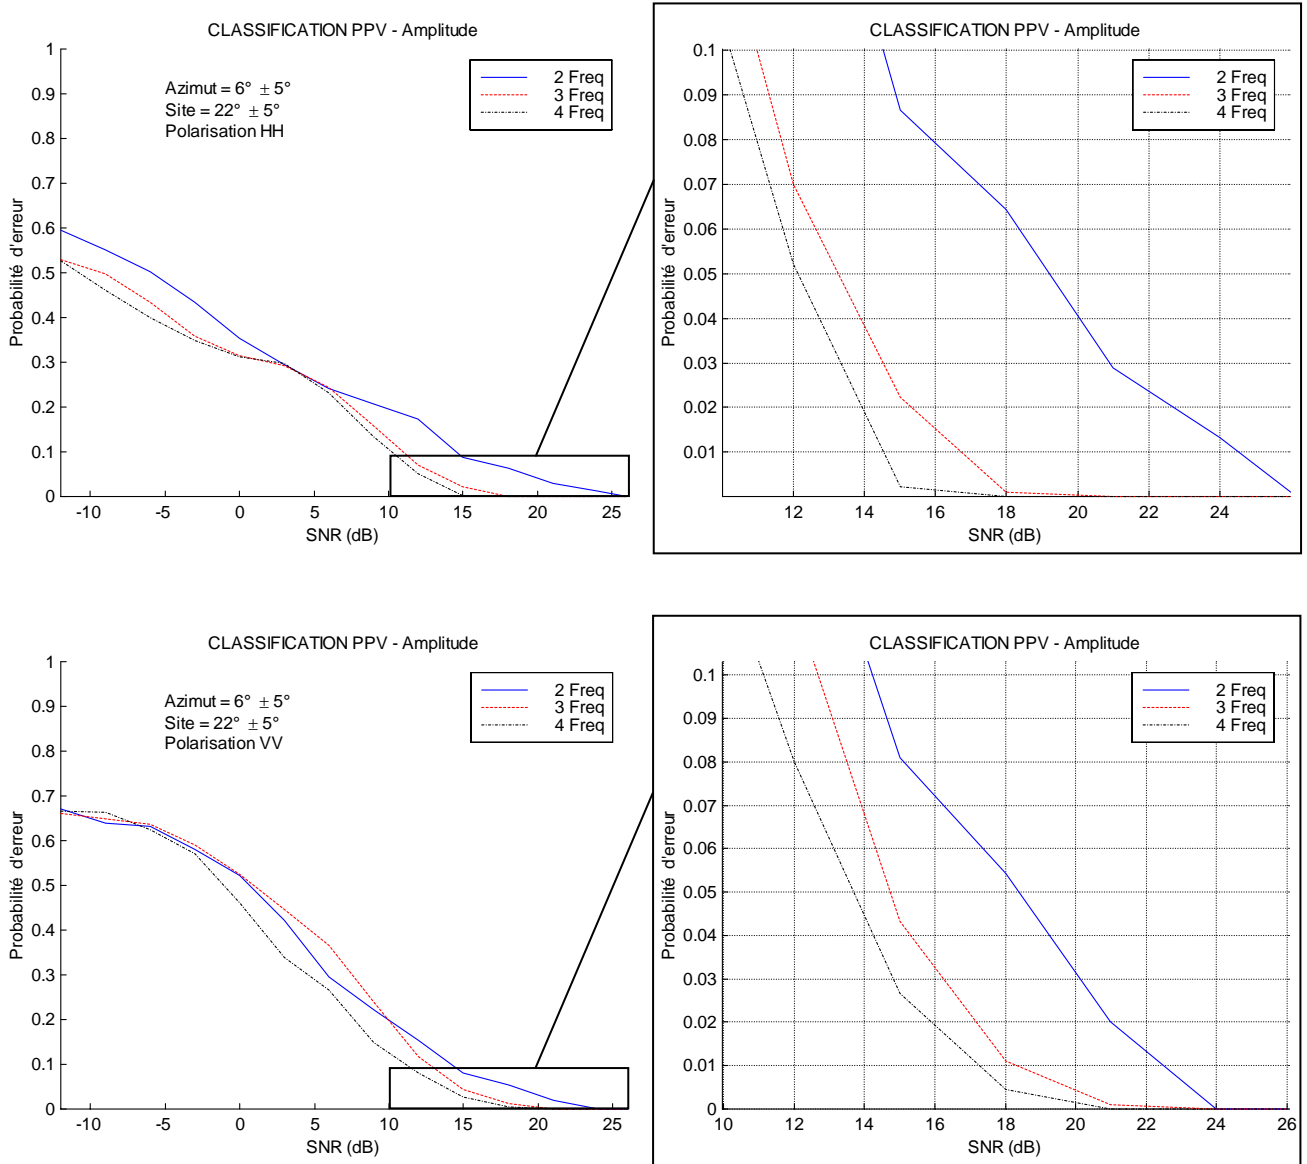 CLASSIFICATION PPV - Amplitude
1
0.9
0.8
0.7
0.6
0.5
0.4
0.3
0.2
0.1
0
Probabilité d'erreur
Azimut = 6° ± 5°
Site = 22° ± 5°
Polarisation HH
2 Freq
3 Freq
4 Freq
-10 -5 0 5 10 15 20 25
SNR (dB)
CLASSIFICATION PPV - Amplitude
0.1
0.09
0.08
0.07
0.06
0.05
0.04
0.03
0.02
0.01
Probabilité d'erreur
2 Freq
3 Freq
4 Freq
12 14 16 18 20 22 24
SNR (dB)
CLASSIFICATION PPV - Amplitude
1
0.9
0.8
0.7
0.6
0.5
0.4
0.3
0.2
0.1
0
Probabilité d'erreur
Azimut = 6° ± 5°
Site = 22° ± 5°
Polarisation VV
2 Freq
3 Freq
4 Freq
-10 -5 0 5 10 15 20 25
SNR (dB)
CLASSIFICATION PPV - Amplitude
0.1
0.09
0.08
0.07
0.06
0.05
0.04
0.03
0.02
0.01
0
Probabilité d'erreur
2 Freq
3 Freq
4 Freq
10 12 14 16 18 20 22 24 26
SNR (dB)